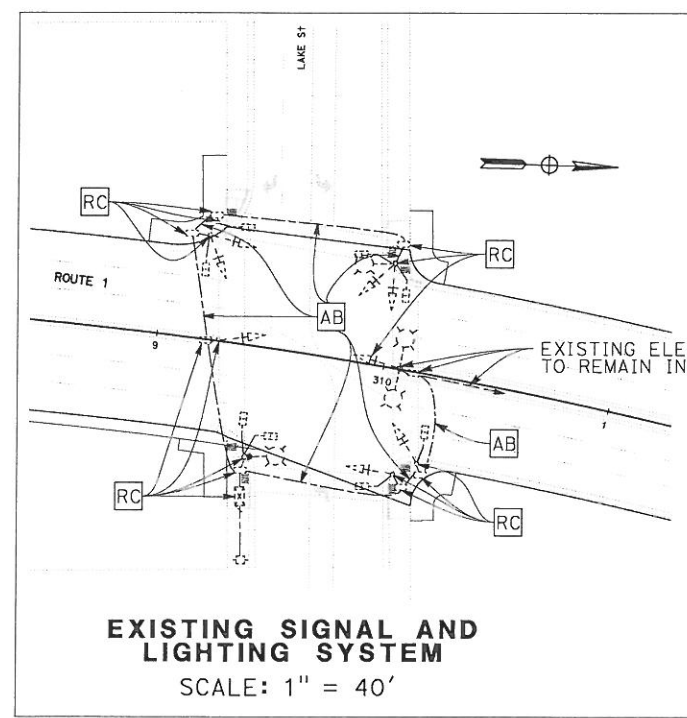 LAKE St
RC
RC
ROUTE 1
AB
9
310
EXISTING ELE
TO REMAIN IN
1
AB
RC
RC
EXISTING SIGNAL AND
LIGHTING SYSTEM
SCALE: 1" = 40'